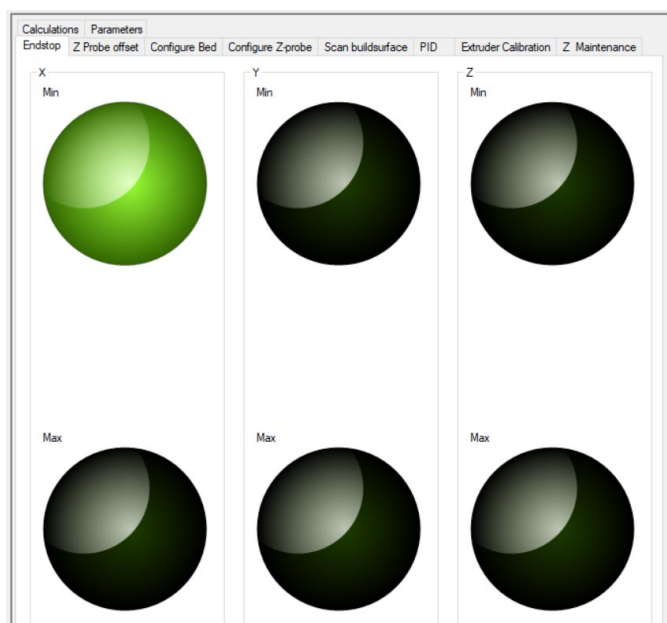 Calculations Parameters
Endstop Z Probe offset Configure Bed Configure Z-probe Scan buildsurface PID Extruder Calibration Z Maintenance
X Y Z
Min Min Min
Max Max Max